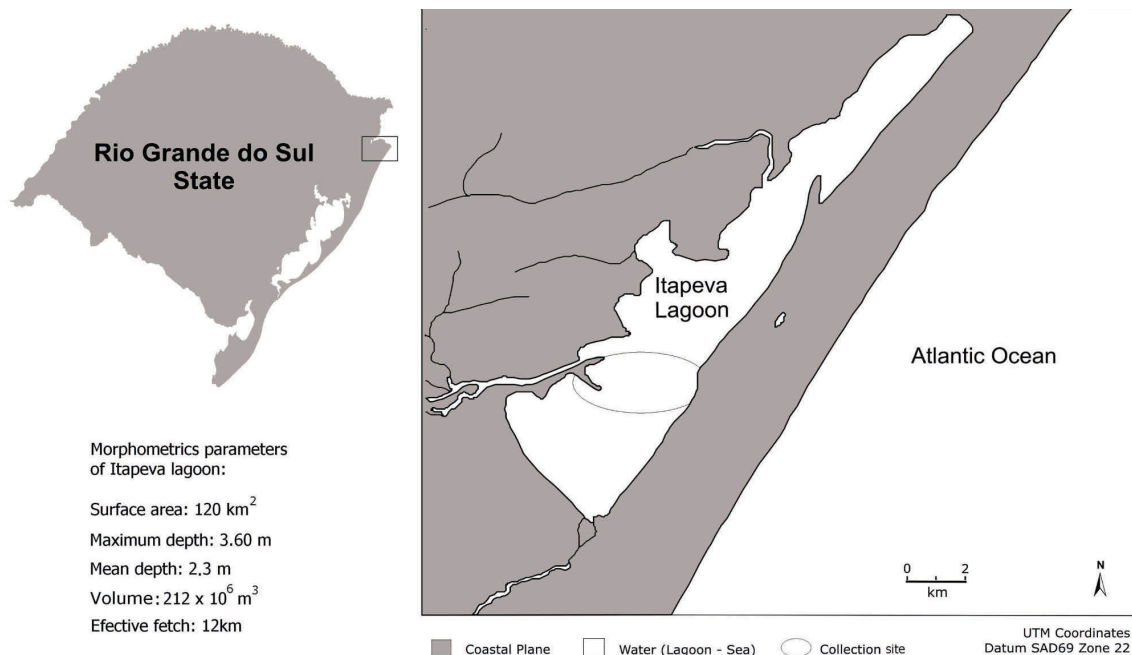 Rio Grande do Sul
State
Morphometrics parameters
of Itapeva lagoon:
Surface area: 120 km²
Maximum depth: 3.60 m
Mean depth: 2.3 m
Volume: 212 x 10⁶ m³
Efective fetch: 12km
Itapeva
Lagoon
Atlantic Ocean
0 2
km
N
Coastal Plane Water (Lagoon - Sea) Collection site
UTM Coordinates
Datum SAD69 Zone 22